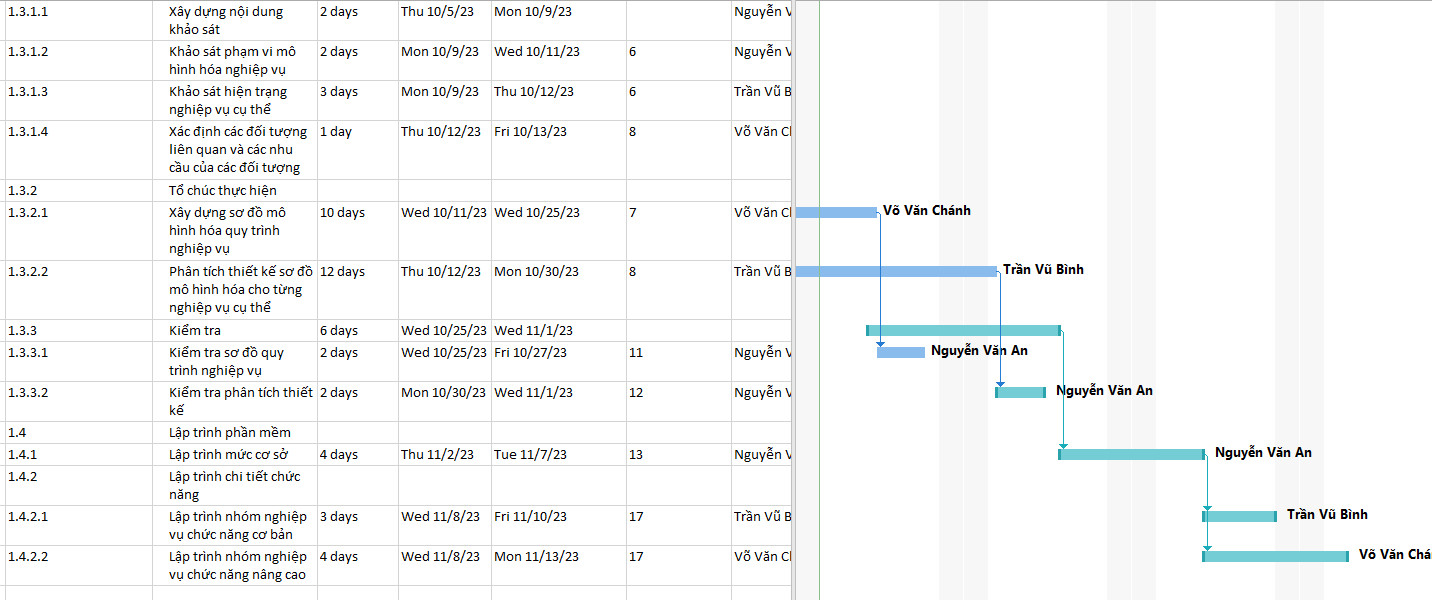 1.3.1.1 Xây dựng nội dung 2 days Thu 10/5/23 Mon 10/9/23 Nguyễn V
khảo sát
1.3.1.2 Khảo sát phạm vi mô 2 days Mon 10/9/23 Wed 10/11/23 6 Nguyễn V
hình hóa nghiệp vụ
1.3.1.3 Khảo sát hiện trạng 3 days Mon 10/9/23 Thu 10/12/23 6 Trần Vũ B
nghiệp vụ cụ thể
1.3.1.4 Xác định các đối tượng 1 day Thu 10/12/23 Fri 10/13/23 8 Võ Văn Cl
liên quan và các nhu
cầu của các đối tượng
1.3.2 Tổ chúc thực hiện
1.3.2.1 Xây dựng sơ đồ mô 10 days Wed 10/11/23 Wed 10/25/23 7 Võ Văn Cl Võ Văn Chánh
hình hóa quy trình
nghiệp vụ
1.3.2.2 Phân tích thiết kế sơ đồ 12 days Thu 10/12/23 Mon 10/30/23 8 Trần Vũ B Trần Vũ Bình
mô hình hóa cho từng
nghiệp vụ cụ thể
1.3.3 Kiểm tra 6 days Wed 10/25/23 Wed 11/1/23
1.3.3.1 Kiểm tra sơ đồ quy 2 days Wed 10/25/23 Fri 10/27/23 11 Nguyễn V Nguyễn Văn An
trình nghiệp vụ
1.3.3.2 Kiểm tra phân tích thiết 2 days Mon 10/30/23 Wed 11/1/23 12 Nguyễn V Nguyễn Văn An
kế
1.4 Lập trình phần mềm
1.4.1 Lập trình mức cơ sở 4 days Thu 11/2/23 Tue 11/7/23 13 Nguyễn V Nguyễn Văn An
1.4.2 Lập trình chi tiết chức
năng
1.4.2.1 Lập trình nhóm nghiệp 3 days Wed 11/8/23 Fri 11/10/23 17 Trần Vũ B Trần Vũ Bình
vụ chức năng cơ bản
1.4.2.2 Lập trình nhóm nghiệp 4 days Wed 11/8/23 Mon 11/13/23 17 Võ Văn Cl Võ Văn Chá
vụ chức năng nâng cao